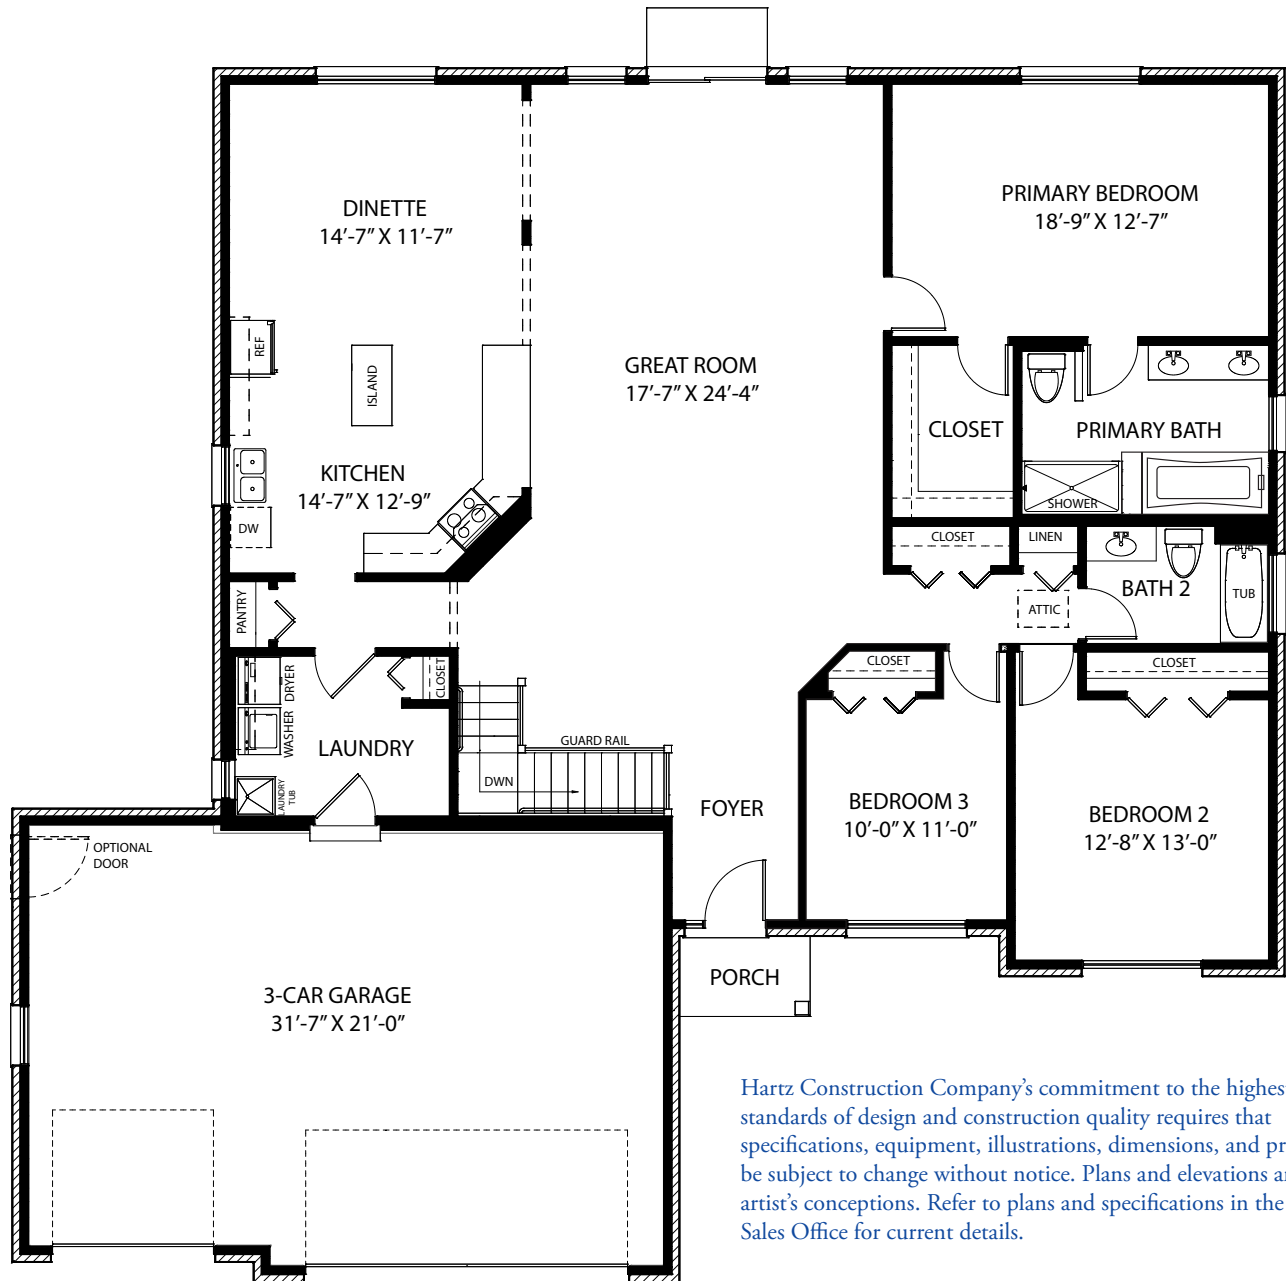 DINETTE
14'-7" X 11'-7"
PRIMARY BEDROOM
18'-9" X 12'-7"
REF
ISLAND
GREAT ROOM
17'-7" X 24'-4"
CLOSET
PRIMARY BATH
KITCHEN
14'-7" X 12'-9"
SHOWER
DW
CLOSET
LINEN
BATH 2
TUB
PANTRY
ATTIC
CLOSET
CLOSET
CLOSET
DRYER
WASHER
LAUNDRY
LAUNDRY
TUB
GUARD RAIL
DWN
FOYER
BEDROOM 3
10'-0" X 11'-0"
BEDROOM 2
12'-8" X 13'-0"
OPTIONAL
DOOR
PORCH
3-CAR GARAGE
31'-7" X 21'-0"
Hartz Construction Company's commitment to the highes
standards of design and construction quality requires that
specifications, equipment, illustrations, dimensions, and pr
be subject to change without notice. Plans and elevations a
artist's conceptions. Refer to plans and specifications in the
Sales Office for current details.